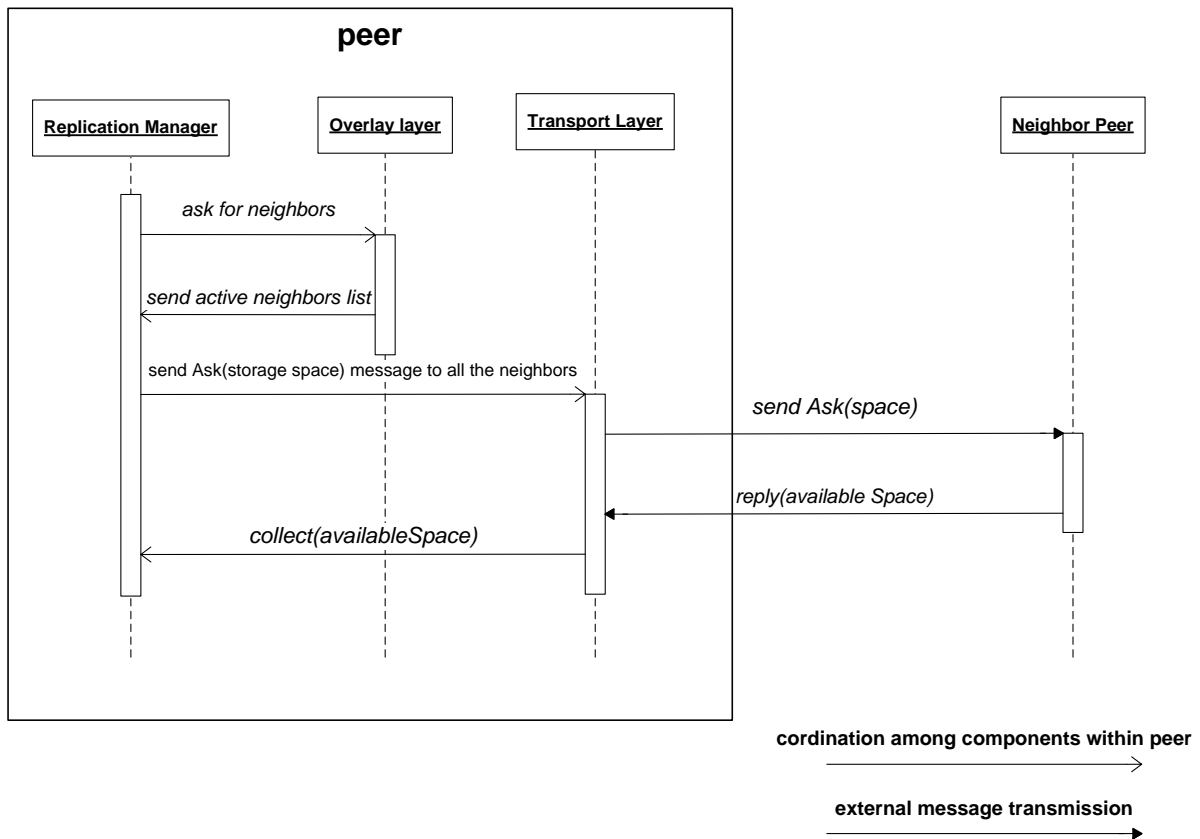 peer
Replication Manager
Overlay layer
Transport Layer
Neighbor Peer
ask for neighbors
send active neighbors list
send Ask(storage space) message to all the neighbors
send Ask(space)
reply(available Space)
collect(availableSpace)
cordination among components within peer
external message transmission